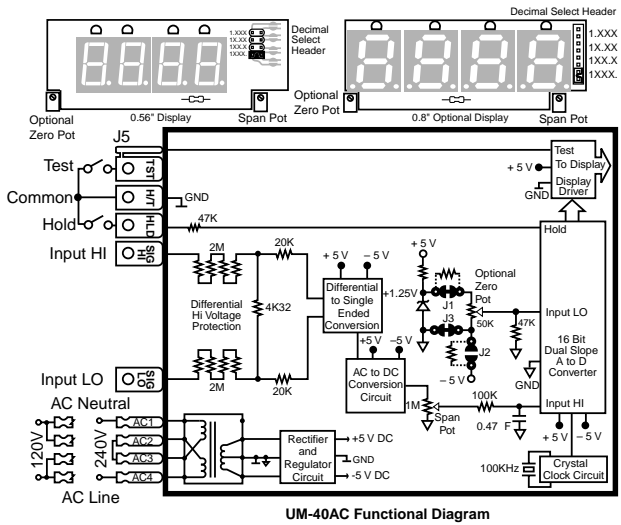 Decimal Select Header
1.XXX
1X.XX
1XX.X
1XXX.
Decimal
Select
Header
1.XXX
1X.XX
1XX.X
1XXX.
Optional
Zero Pot
0.56" Display
Span Pot
Optional
Zero Pot
0.8" Optional Display
Span Pot
J5
Test
TST
Common
H/T
GND
Hold
HLD
47K
Input HI
SIG
HI
2M
20K
Differential
Hi Voltage
Protection
4K32
Input LO
SIG
LO
2M
20K
+ 5 V
– 5 V
Differential
to Single
Ended
Conversion
+5 V
–5 V
AC to DC
Conversion
Circuit
+ 5 V
+1.25V
J1
J3
J2
Optional
Zero
Pot
50K
– 5 V
47K
1M
Span
Pot
100K
0.47 F
Test
To Display
Display
Driver
+ 5 V
GND
Hold
Input LO
16 Bit
Dual Slope
A to D
Converter
GND
Input HI
+ 5 V
– 5 V
100KHz
Crystal
Clock Circuit
AC Neutral
120V
240V
AC1
AC2
AC3
AC4
AC Line
Rectifier
and
Regulator
Circuit
+5 V DC
GND
-5 V DC
UM-40AC Functional Diagram